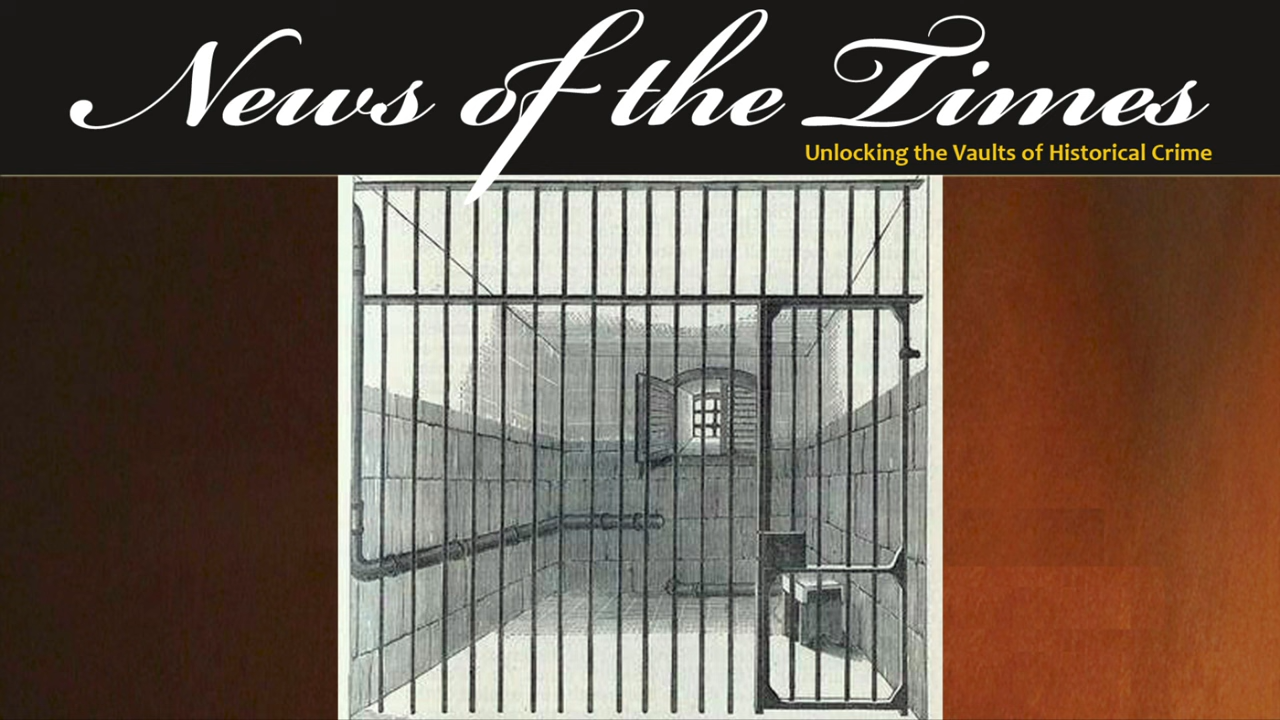 News of the Times
Unlocking the Vaults of Historical Crime